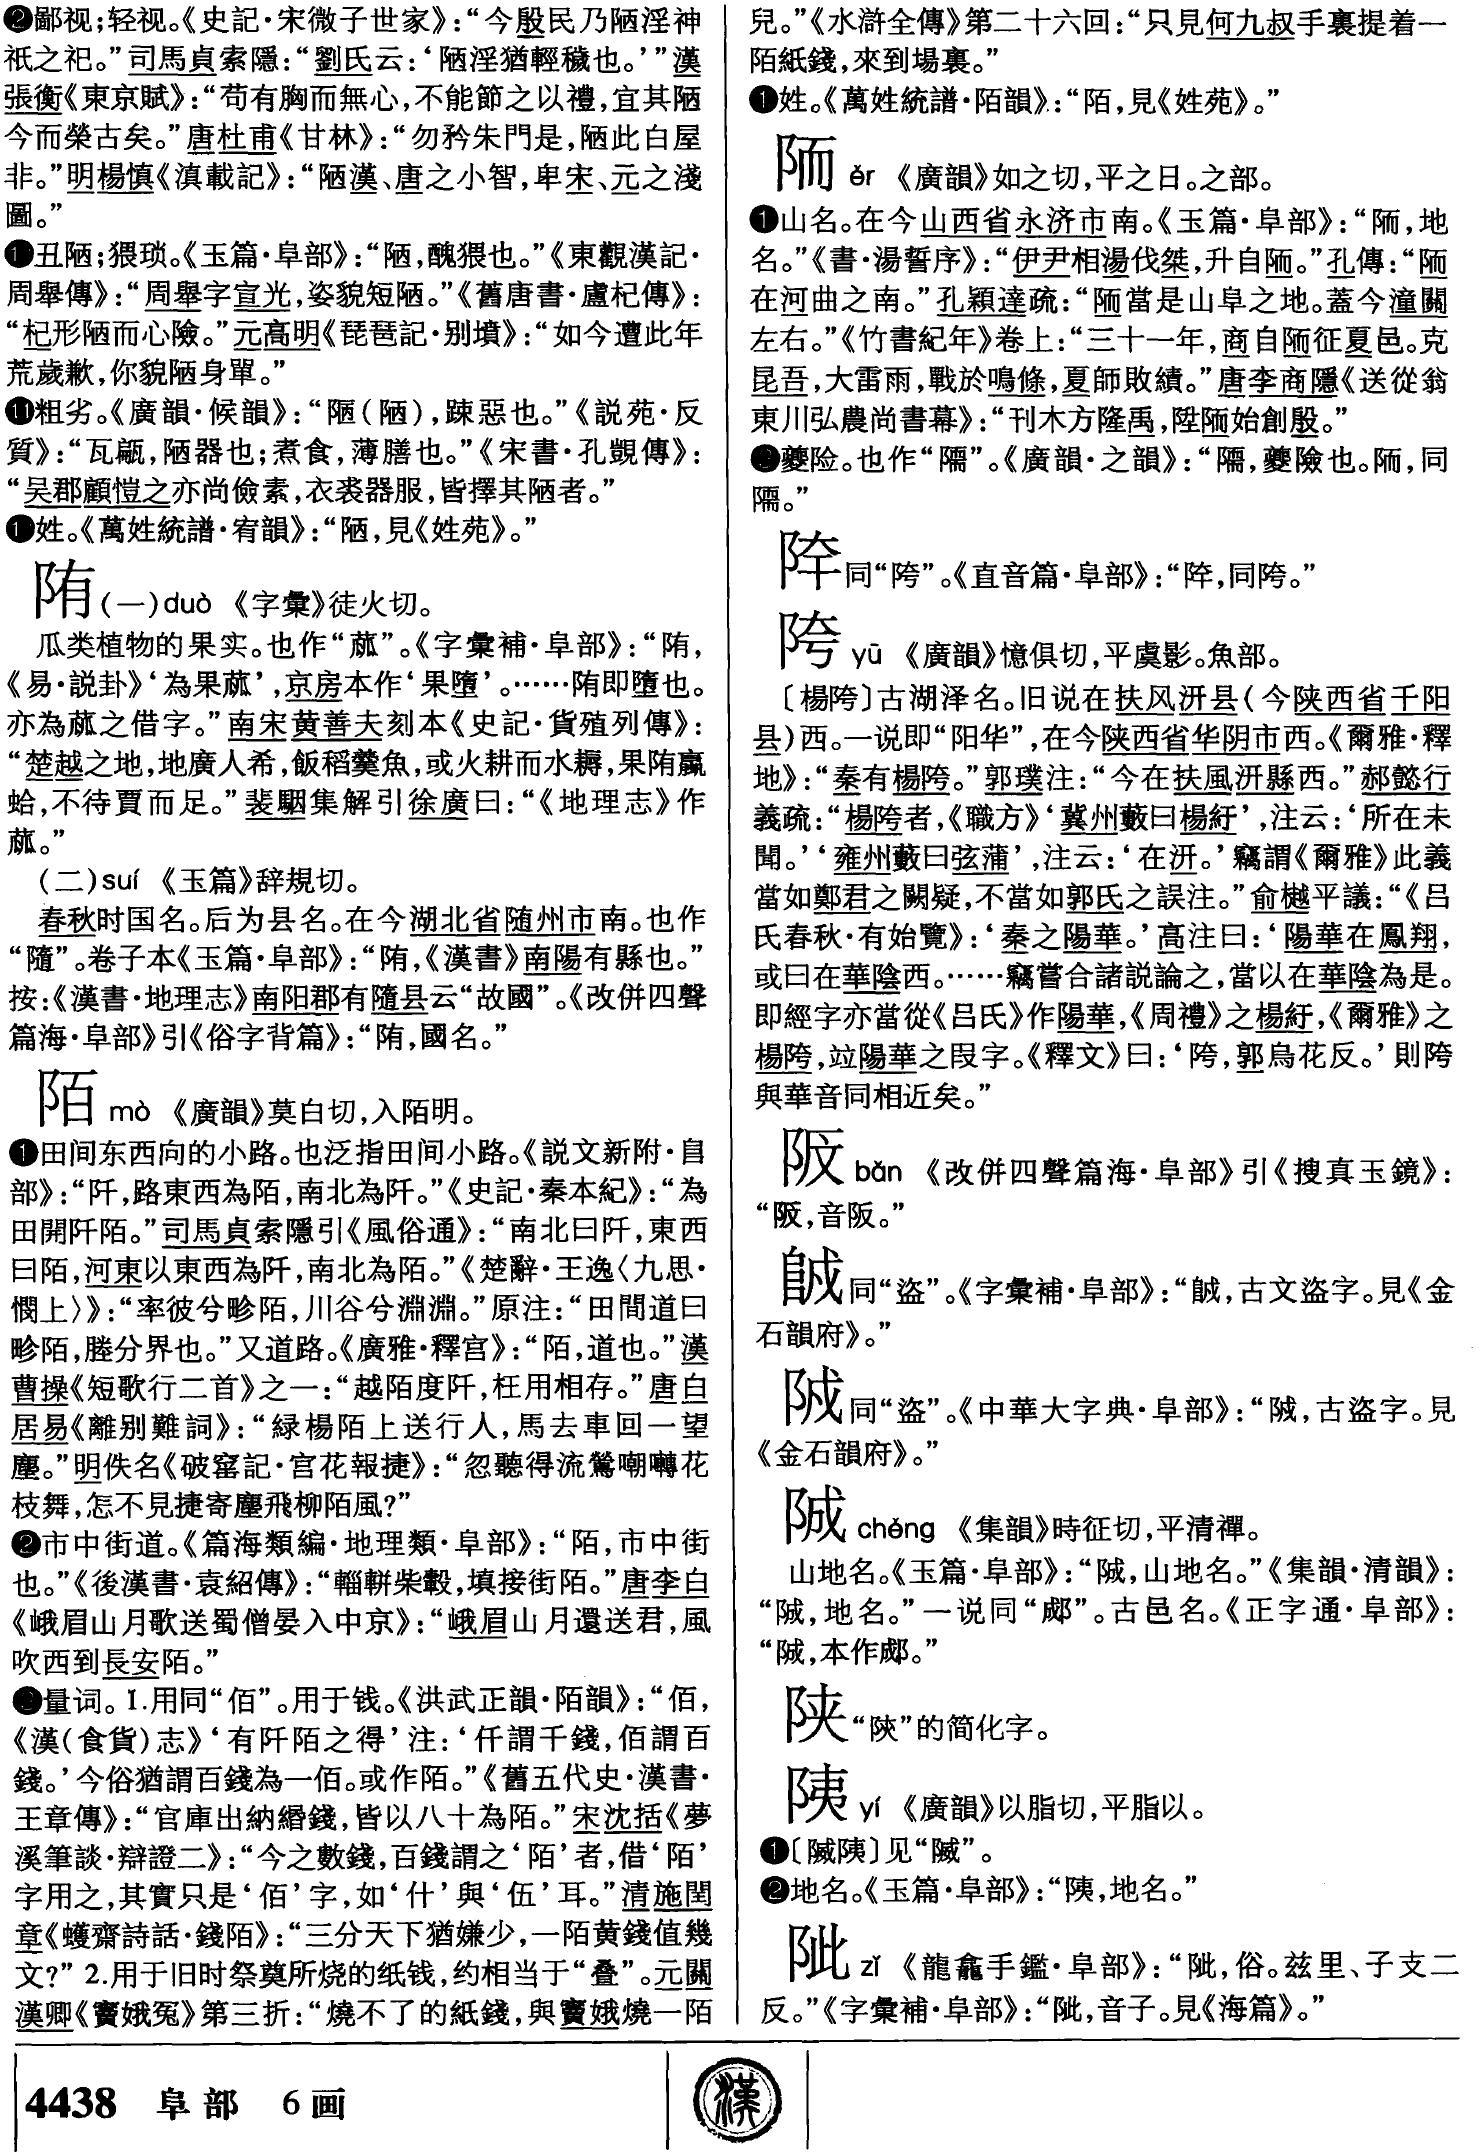 ❷鄙视;轻视。《史記·宋微子世家》:“今殷民乃陋淫神
祇之祀。”司馬貞索隱:“劉氏云:‘陋淫猶輕穢也。’”漢
張衡《東京賦》:“苟有胸而無心,不能節之以禮,宜其陋
今而榮古矣。”唐杜甫《甘林》:“勿矜朱門是,陋此白屋
非。”明楊慎《滇載記》:“陋漢、唐之小智,卑宋、元之淺
圖。”
❶丑陋;猥琐。《玉篇·阜部》:“陋,醜猥也。”《東觀漢記·
周舉傳》:“周舉字宣光,姿貌短陋。”《舊唐書·盧杞傳》:
“杞形陋而心險。”元高明《琵琶記·别墳》:“如今遭此年
荒歲歉,你貌陋身單。”
⓫粗劣。《廣韻·候韻》:“陋(陋),踈惡也。”《説苑·反
質》:“瓦甂,陋器也;煮食,薄膳也。”《宋書·孔覬傳》:
“吴郡顧愷之亦尚儉素,衣裘器服,皆擇其陋者。”
❶姓。《萬姓統譜·宥韻》:“陋,見《姓苑》。”
陏(一)duò 《字彙》徒火切。
瓜类植物的果实。也作“蓏”。《字彙補·阜部》:“陏,
《易·説卦》‘為果蓏’,京房本作‘果墮’。……陏即墮也。
亦為蓏之借字。”南宋黄善夫刻本《史記·貨殖列傳》:
“楚越之地,地廣人希,飯稻羹魚,或火耕而水耨,果陏蠃
蛤,不待賈而足。”裴駰集解引徐廣曰:“《地理志》作
蓏。”
(二)suí 《玉篇》辞規切。
春秋时国名。后为县名。在今湖北省随州市南。也作
“隨”。卷子本《玉篇·阜部》:“陏,《漢書》南陽有縣也。”
按:《漢書·地理志》南阳郡有隨县云“故國”。《改併四聲
篇海·阜部》引《俗字背篇》:“陏,國名。”
陌 mò 《廣韻》莫白切,入陌明。
❶田间东西向的小路。也泛指田间小路。《説文新附·𨸏
部》:“阡,路東西為陌,南北為阡。”《史記·秦本紀》:“為
田開阡陌。”司馬貞索隱引《風俗通》:“南北曰阡,東西
曰陌,河東以東西為阡,南北為陌。”《楚辭·王逸〈九思·
憫上〉》:“率彼兮畛陌,川谷兮淵淵。”原注:“田間道曰
畛陌,塍分界也。”又道路。《廣雅·釋宫》:“陌,道也。”漢
曹操《短歌行二首》之一:“越陌度阡,枉用相存。”唐白
居易《離别難詞》:“緑楊陌上送行人,馬去車回一望
塵。”明佚名《破窰記·宫花報捷》:“忽聽得流鶯嘲囀花
枝舞,怎不見捷寄塵飛柳陌風?”
❷市中街道。《篇海類編·地理類·阜部》:“陌,市中街
也。”《後漢書·袁紹傳》:“輜軿柴轂,填接街陌。”唐李白
《峨眉山月歌送蜀僧晏入中京》:“峨眉山月還送君,風
吹西到長安陌。”
❸量词。1.用同“佰”。用于钱。《洪武正韻·陌韻》:“佰,
《漢(食貨)志》‘有阡陌之得’注:‘仟謂千錢,佰謂百
錢。’今俗猶謂百錢為一佰。或作陌。”《舊五代史·漢書·
王章傳》:“官庫出納緡錢,皆以八十為陌。”宋沈括《夢
溪筆談·辯證二》:“今之數錢,百錢謂之‘陌’者,借‘陌’
字用之,其實只是‘佰’字,如‘什’與‘伍’耳。”清施閏
章《蠖齋詩話·錢陌》:“三分天下猶嫌少,一陌黄錢值幾
文?”2.用于旧时祭奠所烧的纸钱,约相当于“叠”。元關
漢卿《竇娥冤》第三折:“燒不了的紙錢,與竇娥燒一陌
兒。”《水滸全傳》第二十六回:“只見何九叔手裏提着一
陌紙錢,來到場裏。”
❶姓。《萬姓統譜·陌韻》:“陌,見《姓苑》。”
陑 ér 《廣韻》如之切,平之日。之部。
❶山名。在今山西省永济市南。《玉篇·阜部》:“陑,地
名。”《書·湯誓序》:“伊尹相湯伐桀,升自陑。”孔傳:“陑
在河曲之南。”孔穎達疏:“陑當是山阜之地。蓋今潼關
左右。”《竹書紀年》卷上:“三十一年,商自陑征夏邑。克
昆吾,大雷雨,戰於鳴條,夏師敗績。”唐李商隱《送從翁
東川弘農尚書幕》:“刊木方隆禹,陞陑始創殷。”
❷夔险。也作“隭”。《廣韻·之韻》:“隭,夔險也。陑,同
隭。”
䧁同“陓”。《直音篇·阜部》:“䧁,同陓。”
陓 yū 《廣韻》憶俱切,平虞影。魚部。
〔楊陓〕古湖泽名。旧说在扶风汧县(今陕西省千阳
县)西。一说即“阳华”,在今陕西省华阴市西。《爾雅·釋
地》:“秦有楊陓。”郭璞注:“今在扶風汧縣西。”郝懿行
義疏:“楊陓者,《職方》‘冀州藪曰楊紆’,注云:‘所在未
聞。’‘雍州藪曰弦蒲’,注云:‘在汧。’竊謂《爾雅》此義
當如鄭君之闕疑,不當如郭氏之誤注。”俞樾平議:“《吕
氏春秋·有始覽》:‘秦之陽華。’高注曰:‘陽華在鳳翔,
或曰在華陰西。……竊嘗合諸説論之,當以在華陰為是。
即經字亦當從《吕氏》作陽華,《周禮》之楊紆,《爾雅》之
楊陓,竝陽華之叚字。《釋文》曰:‘陓,郭烏花反。’則陓
與華音同相近矣。”
bǎn 《改併四聲篇海·阜部》引《搜真玉鏡》:
“,音阪。”
同“盜”。《字彙補·阜部》:“,古文盜字。見《金
石韻府》。”
同“盜”。《中華大字典·阜部》:“,古盜字。見
《金石韻府》。”
chéng 《集韻》時征切,平清禪。
山地名。《玉篇·阜部》:“,山地名。”《集韻·清韻》:
“,地名。”一说同“郕”。古邑名。《正字通·阜部》:
“,本作郕。”
陕“陝”的简化字。
陦 yí 《廣韻》以脂切,平脂以。
❶〔〕见“”。
❷地名。《玉篇·阜部》:“,地名。”
zǐ 《龍龕手鑑·阜部》:“,俗。兹里、子支二
反。”《字彙補·阜部》:“,音子。見《海篇》。”
4438 阜部 6画
漢